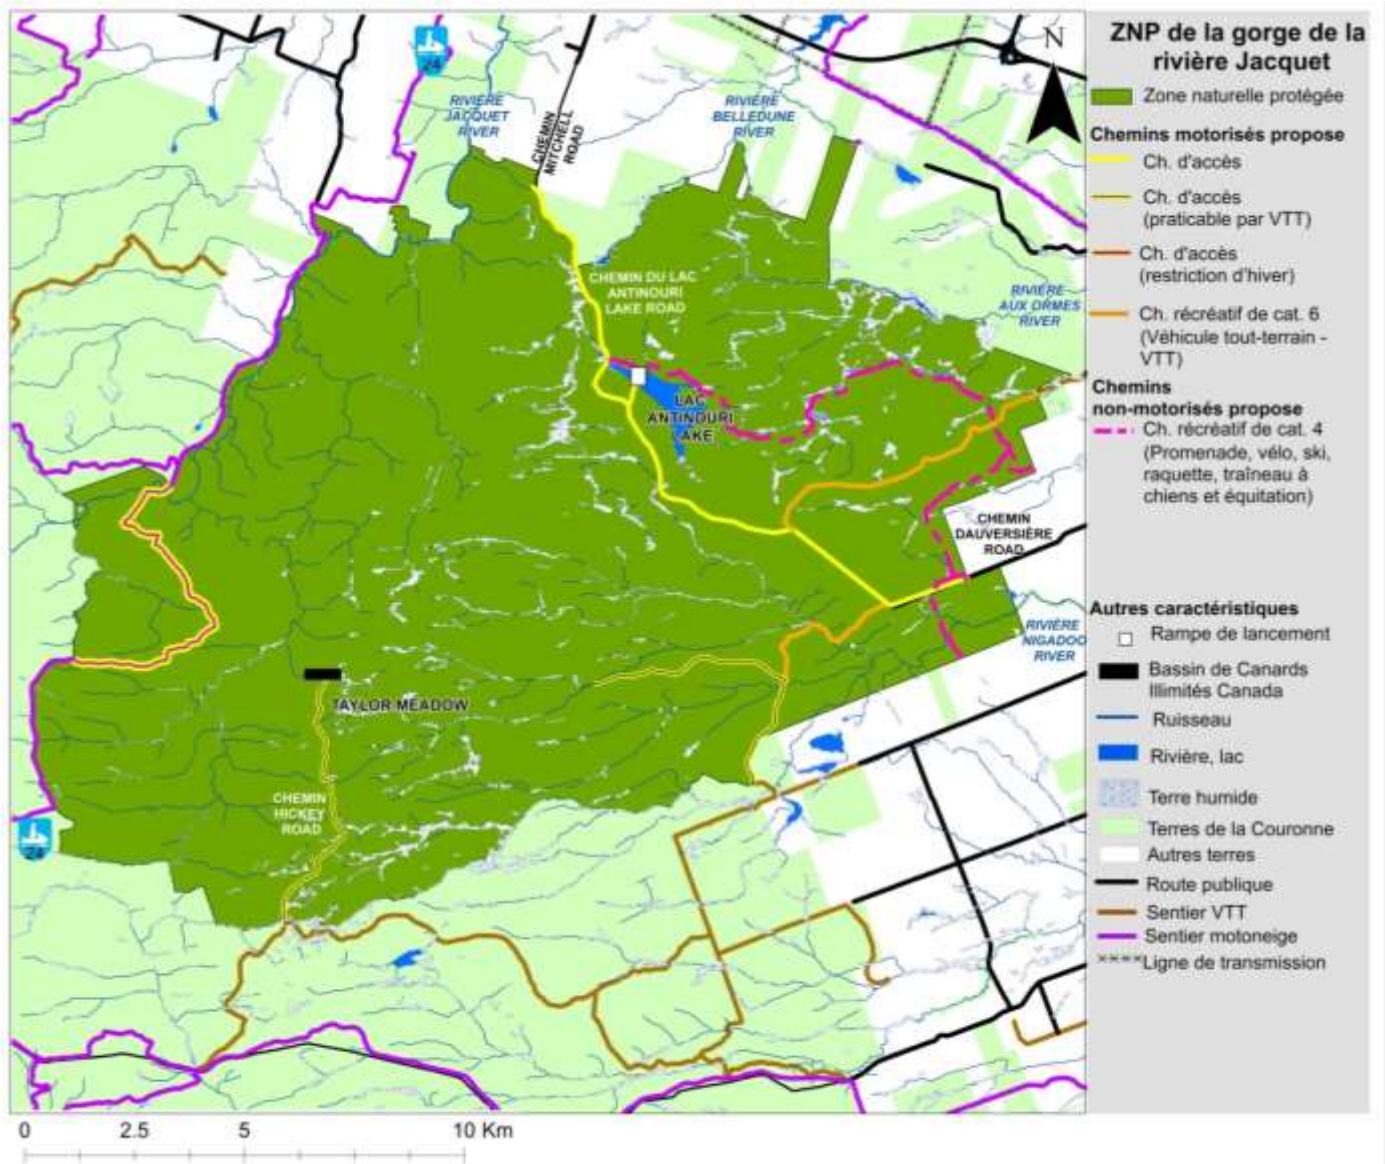 24
RIVIÈRE
JACQUET
RIVER
CHEMIN
MITCHELL
ROAD
RIVIÈRE
BELLEDUNE
RIVER
N
CHEMIN DU LAC
ANTINOURI
LAKE ROAD
RIVIÈRE
AUX ORMES
RIVER
LAC
ANTINOURI
LAKE
CHEMIN
DAUVERSIÈRE
ROAD
RIVIÈRE
NIGADOO
RIVER
TAYLOR MEADOW
CHEMIN
HICKEY
ROAD
24
ZNP de la gorge de la
rivière Jacquet
Zone naturelle protégée
Chemins motorisés propose
Ch. d'accès
Ch. d'accès
(praticable par VTT)
Ch. d'accès
(restriction d'hiver)
Ch. récréatif de cat. 6
(Véhicule tout-terrain -
VTT)
Chemins
non-motorisés propose
Ch. récréatif de cat. 4
(Promenade, vélo, ski,
raquette, traîneau à
chiens et équitation)
Autres caractéristiques
Rampe de lancement
Bassin de Canards
Illimités Canada
Ruisseau
Rivière, lac
Terre humide
Terres de la Couronne
Autres terres
Route publique
Sentier VTT
Sentier motoneige
Ligne de transmission
0 2.5 5 10 Km